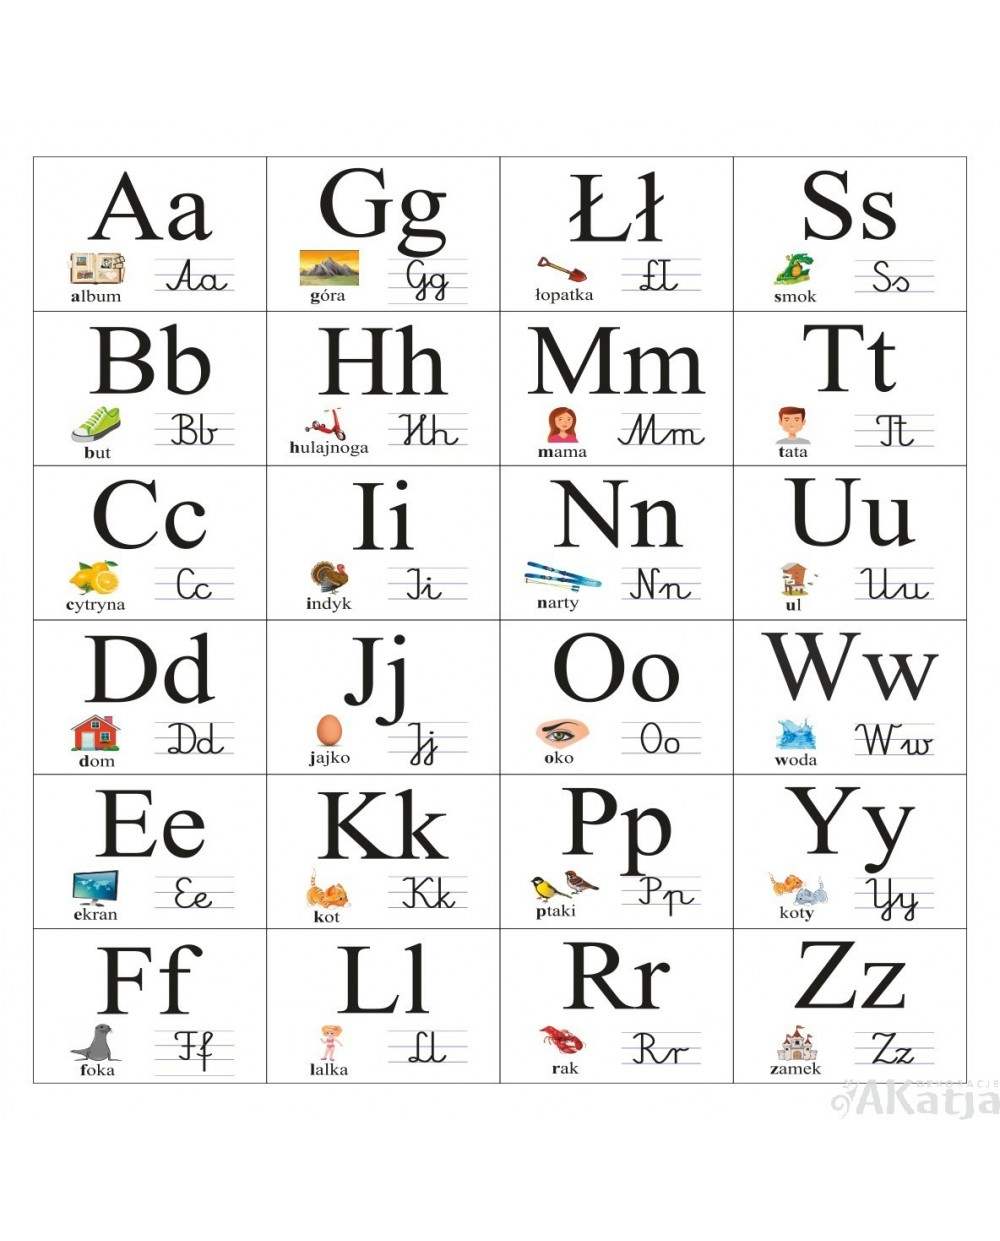 Aa
Aa
album
Gg
Gg
góra
Łł
Łł
łopatka
Ss
Ss
smok
Bb
Bb
but
Hh
Hh
hulajnoga
Mm
Mm
mama
Tt
Tt
tata
Cc
Cc
cytryna
Ii
Ii
indyk
Nn
Nn
narty
Uu
Uu
ul
Dd
Dd
dom
Jj
Jj
jajko
Oo
Oo
oko
Ww
Ww
woda
Ee
Ee
ekran
Kk
Kk
kot
Pp
Pp
ptaki
Yy
Yy
koty
Ff
Ff
foka
Ll
Ll
lalka
Rr
Rr
rak
Zz
Zz
zamek
DEKORACJE
AKatja